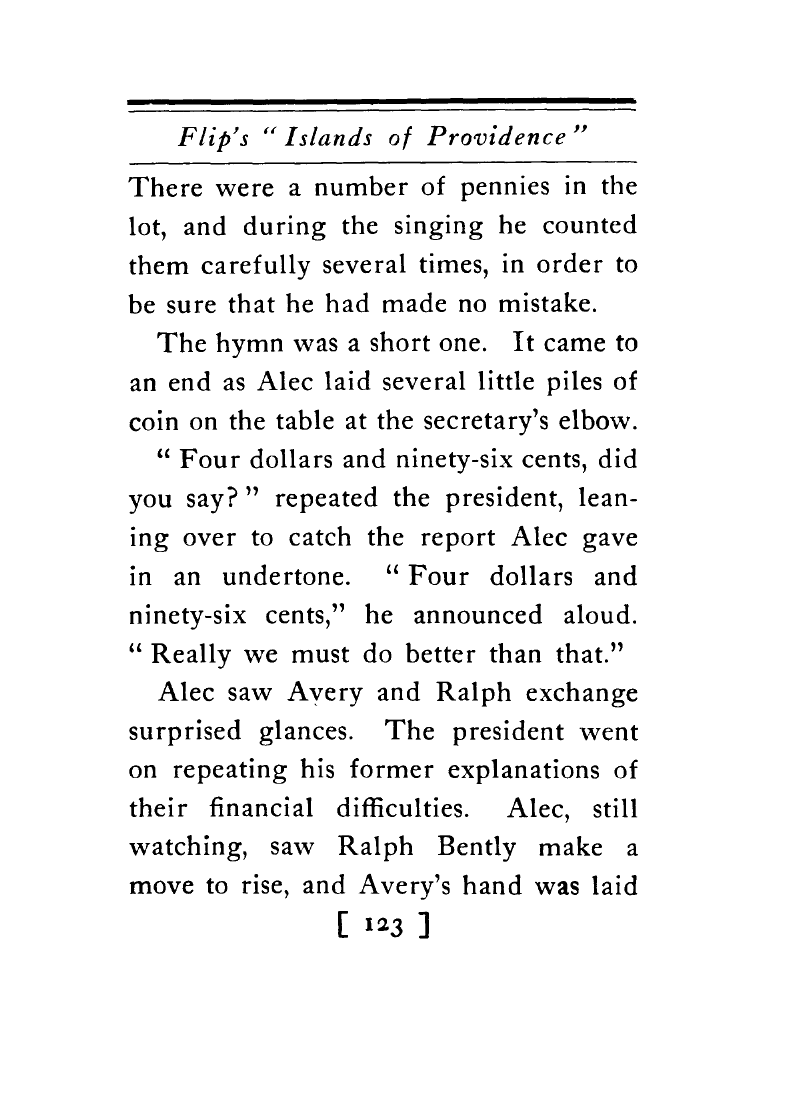 Flip's " Islands of Providence "
There were a number of pennies in the
lot, and during the singing he counted
them carefully several times, in order to
be sure that he had made no mistake.
The hymn was a short one. It came to
an end as Alec laid several little piles of
coin on the table at the secretary's elbow.
" Four dollars and ninety-six cents, did
you say? " repeated the president, lean-
ing over to catch the report Alec gave
in an undertone. " Four dollars and
ninety-six cents," he announced aloud.
" Really we must do better than that."
Alec saw Avery and Ralph exchange
surprised glances. The president went
on repeating his former explanations of
their financial difficulties. Alec, still
watching, saw Ralph Bently make a
move to rise, and Avery's hand was laid
[ 123 ]